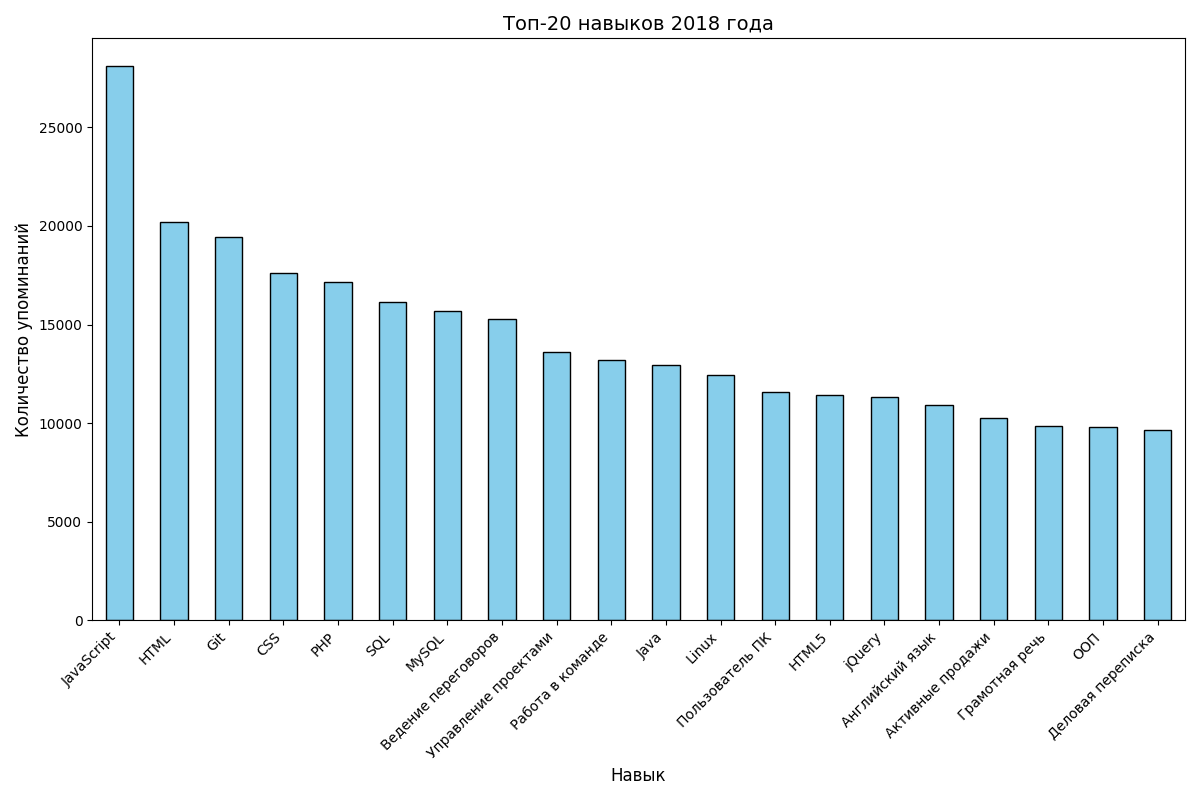 Топ-20 навыков 2018 года
Количество упоминаний
25000
20000
15000
10000
5000
0
JavaScript
HTML
Git
CSS
PHP
SQL
MySQL
Ведение переговоров
Управление проектами
Работа в команде
Java
Linux
Пользователь ПК
HTML5
jQuery
Английский язык
Активные продажи
Грамотная речь
ООП
Деловая переписка
Навык